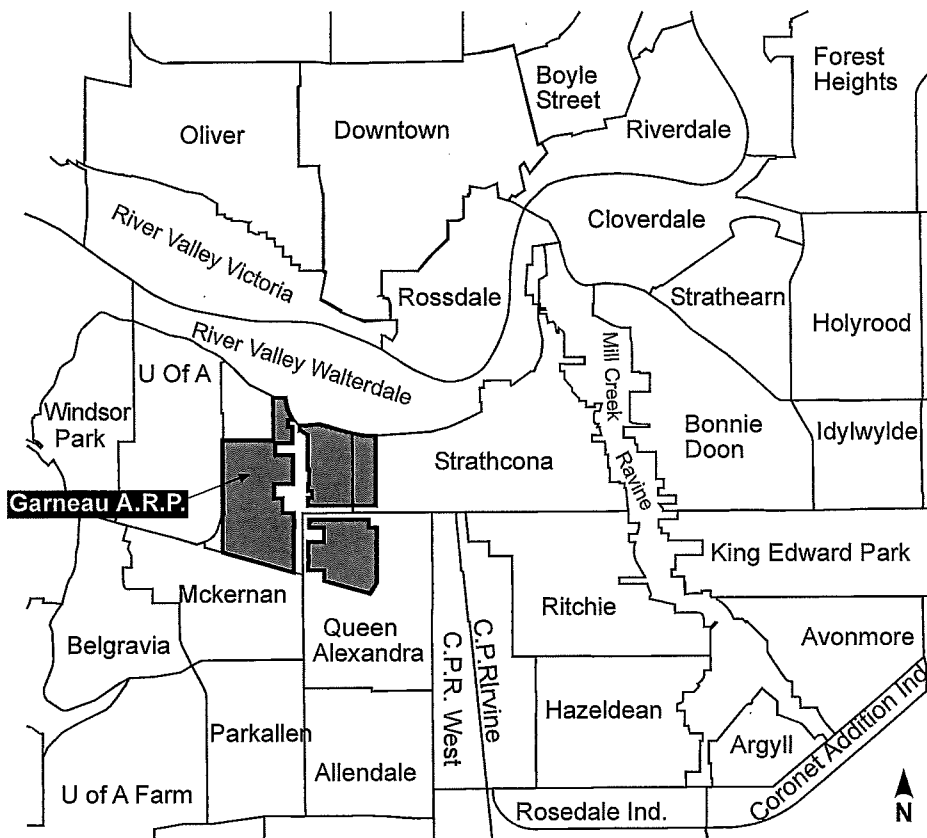 Boyle
Street
Forest
Heights
Oliver
Downtown
Riverdale
River Valley Victoria
Cloverdale
Rossdale
Strathearn
Holyrood
River Valley Walterdale
U Of A
Mill Creek
Ravine
Windsor
Park
Bonnie
Doon
Idylwylde
Strathcona
Garneau A.R.P.
King Edward Park
Mckernan
Ritchie
Queen
Alexandra
Belgravia
C.P.R. West
C.P.RIrvine
Avonmore
Hazeldean
Parkallen
Argyll
Allendale
U of A Farm
Coronet Addition Ind
Rosedale Ind.
N